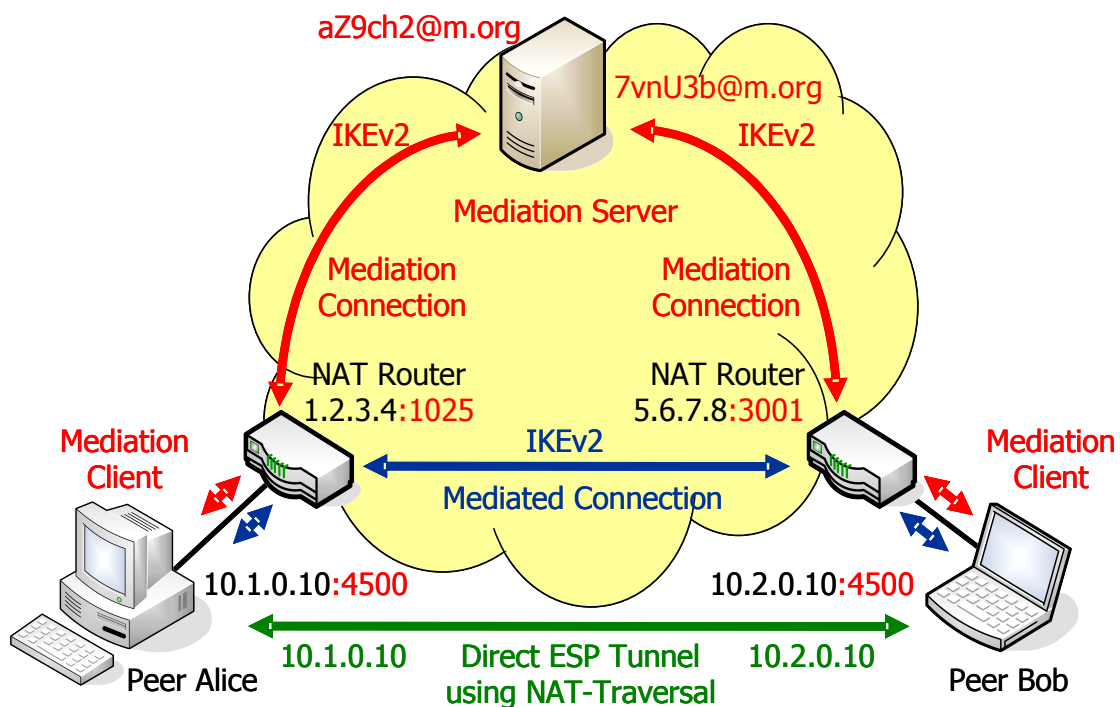 aZ9ch2@m.org
7vnU3b@m.org
IKEv2
IKEv2
Mediation Server
Mediation
Connection
Mediation
Connection
NAT Router
1.2.3.4:1025
NAT Router
5.6.7.8:3001
Mediation
Client
IKEv2
Mediated Connection
Mediation
Client
10.1.0.10:4500
10.2.0.10:4500
10.1.0.10
Direct ESP Tunnel
using NAT-Traversal
10.2.0.10
Peer Alice
Peer Bob